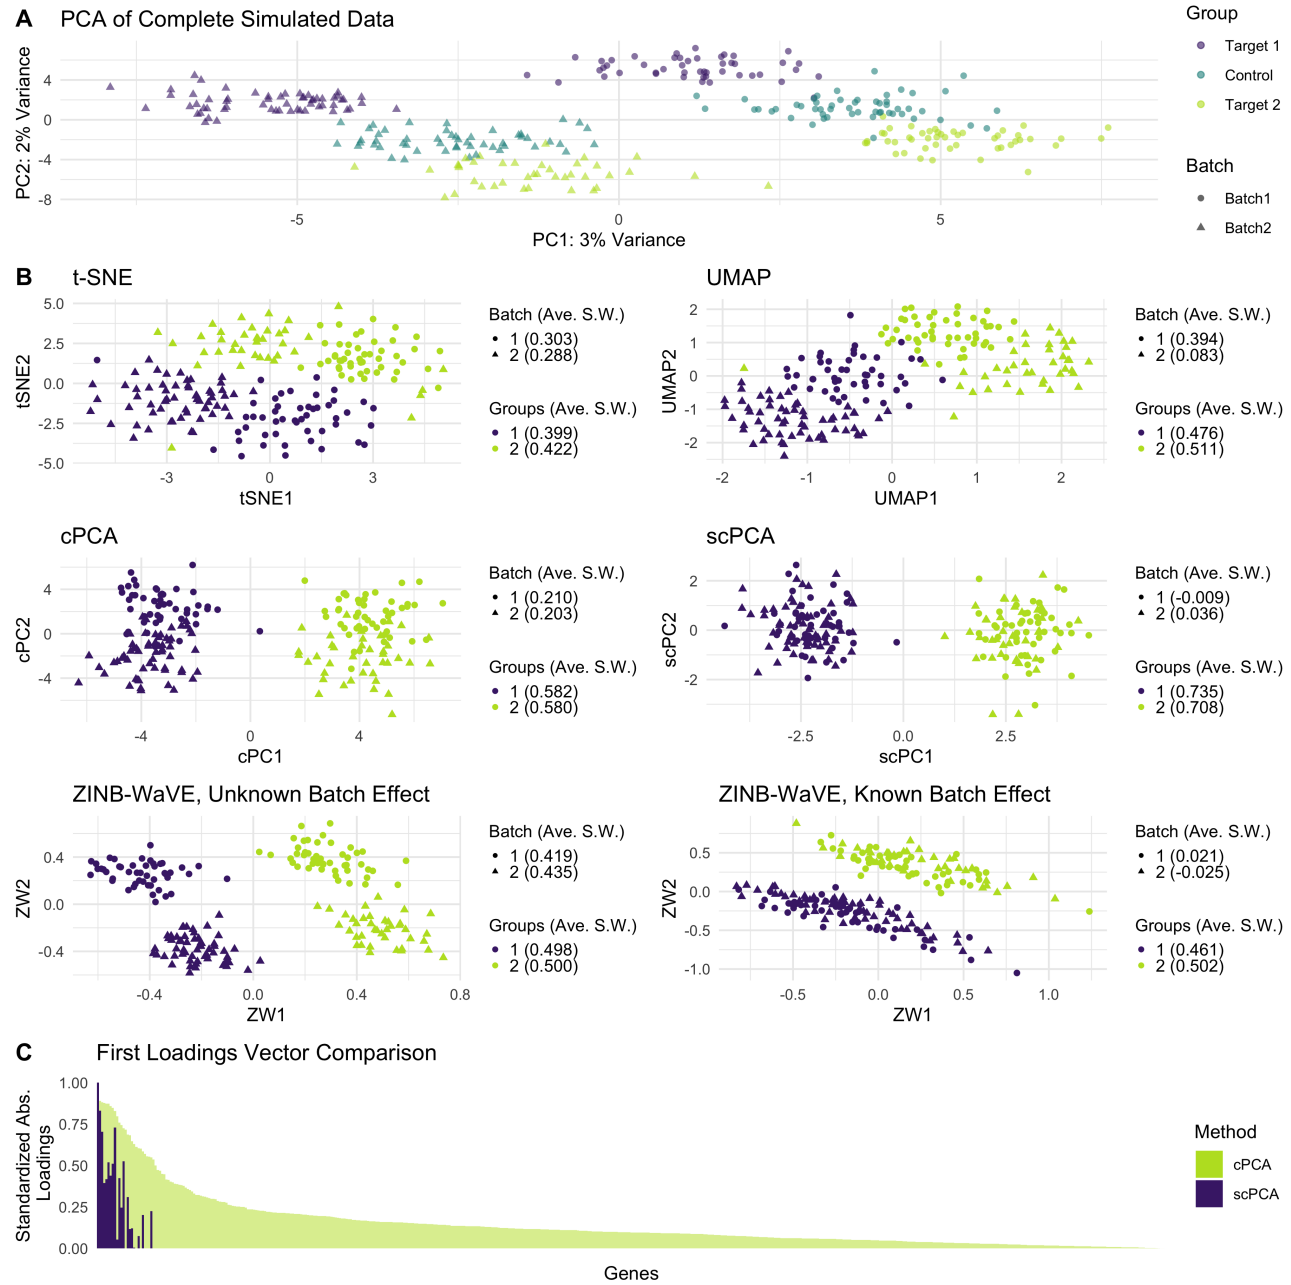 A
PCA of Complete Simulated Data
PC2: 2% Variance
4
0
-4
-8
-5
0
5
PC1: 3% Variance
Group
Target 1
Control
Target 2
Batch
Batch1
Batch2
B
t-SNE
tSNE2
5.0
2.5
0.0
-2.5
-5.0
-3
0
3
tSNE1
Batch (Ave. S.W.)
1 (0.303)
2 (0.288)
Groups (Ave. S.W.)
1 (0.399)
2 (0.422)
UMAP
UMAP2
2
1
0
-1
-2
-2
-1
0
1
2
UMAP1
Batch (Ave. S.W.)
1 (0.394)
2 (0.083)
Groups (Ave. S.W.)
1 (0.476)
2 (0.511)
cPCA
cPC2
4
0
-4
-4
0
4
cPC1
Batch (Ave. S.W.)
1 (0.210)
2 (0.203)
Groups (Ave. S.W.)
1 (0.582)
2 (0.580)
scPCA
scPC2
2
0
-2
-2.5
0.0
2.5
scPC1
Batch (Ave. S.W.)
1 (-0.009)
2 (0.036)
Groups (Ave. S.W.)
1 (0.735)
2 (0.708)
ZINB-WaVE, Unknown Batch Effect
ZW2
0.4
0.0
-0.4
-0.4
0.0
0.4
0.8
ZW1
Batch (Ave. S.W.)
1 (0.419)
2 (0.435)
Groups (Ave. S.W.)
1 (0.498)
2 (0.500)
ZINB-WaVE, Known Batch Effect
ZW2
0.5
0.0
-0.5
-1.0
-0.5
0.0
0.5
1.0
ZW1
Batch (Ave. S.W.)
1 (0.021)
2 (-0.025)
Groups (Ave. S.W.)
1 (0.461)
2 (0.502)
C
First Loadings Vector Comparison
Standardized Abs.
Loadings
1.00
0.75
0.50
0.25
0.00
Genes
Method
cPCA
scPCA